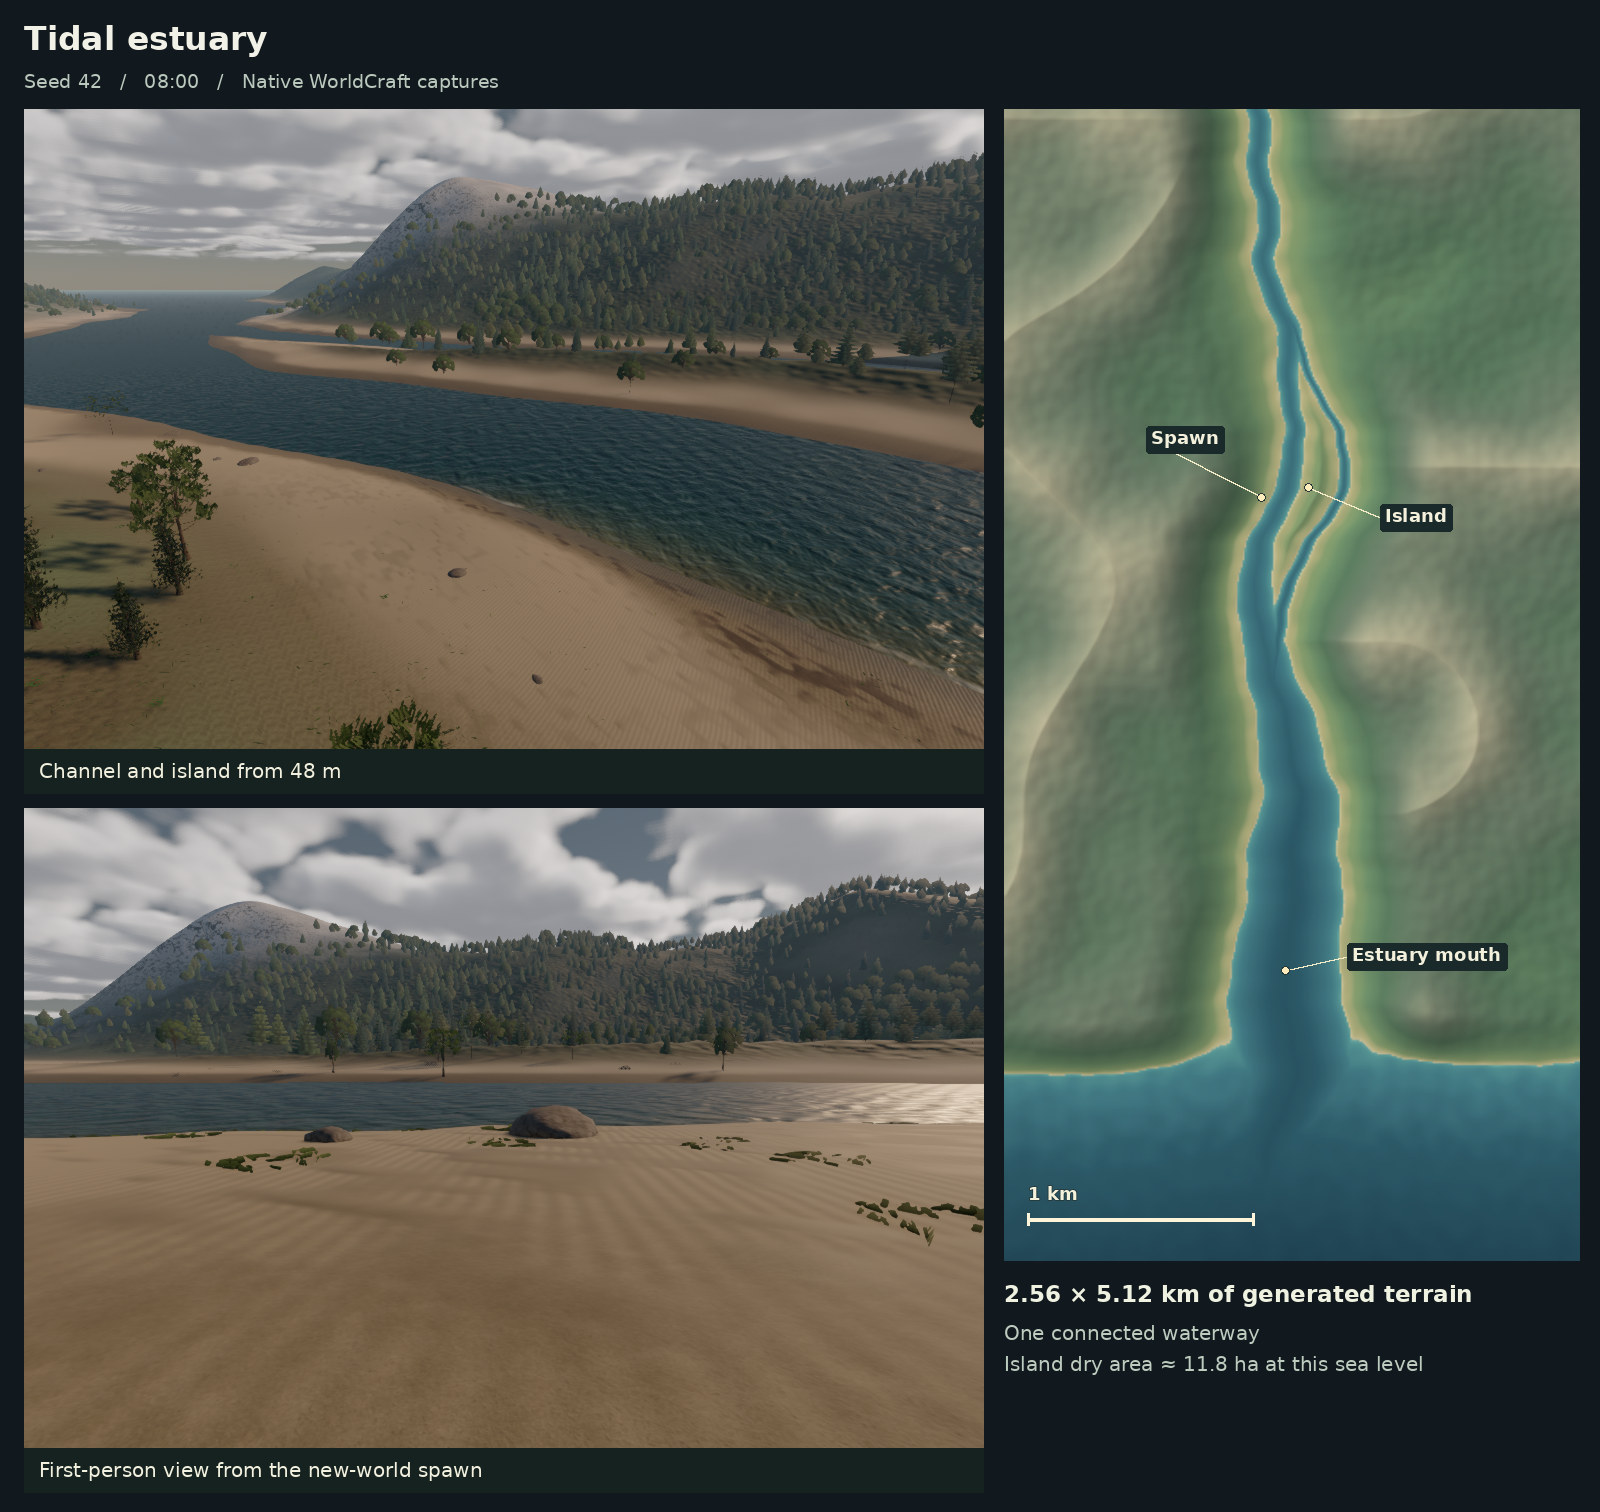 Tidal estuary
Seed 42 / 08:00 / Native WorldCraft captures
Channel and island from 48 m
First-person view from the new-world spawn
Spawn
Island
Estuary mouth
1 km
2.56 × 5.12 km of generated terrain
One connected waterway
Island dry area ≈ 11.8 ha at this sea level